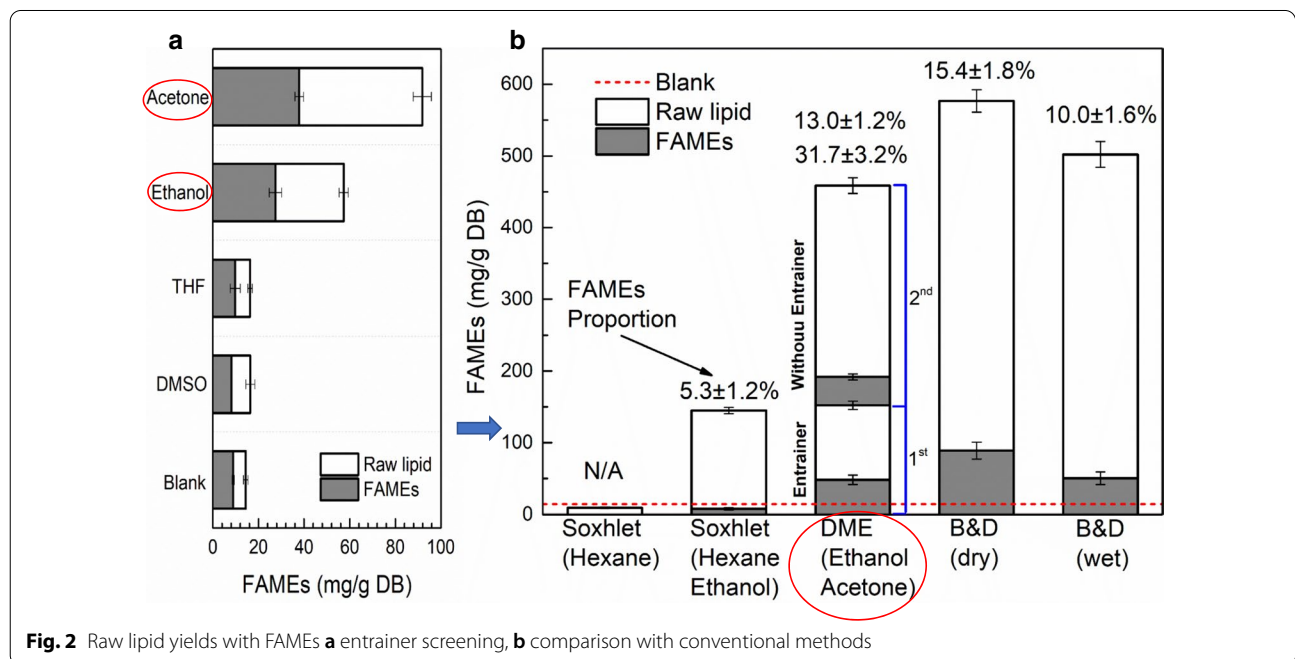 a
Acetone
Ethanol
THF
DMSO
Blank
Raw lipid
FAMEs
0 20 40 60 80 100
FAMEs (mg/g DB)
b
FAMEs (mg/g DB)
600
500
400
300
200
100
0
Blank
Raw lipid
FAMEs
FAMEs
Proportion
N/A
5.3±1.2%
13.0±1.2%
31.7±3.2%
15.4±1.8%
10.0±1.6%
Withouu Entrainer
Entrainer
2nd
1st
Soxhlet
(Hexane)
Soxhlet
(Hexane
Ethanol)
DME
(Ethanol
Acetone)
B&D
(dry)
B&D
(wet)
Fig. 2 Raw lipid yields with FAMEs a entrainer screening, b comparison with conventional methods